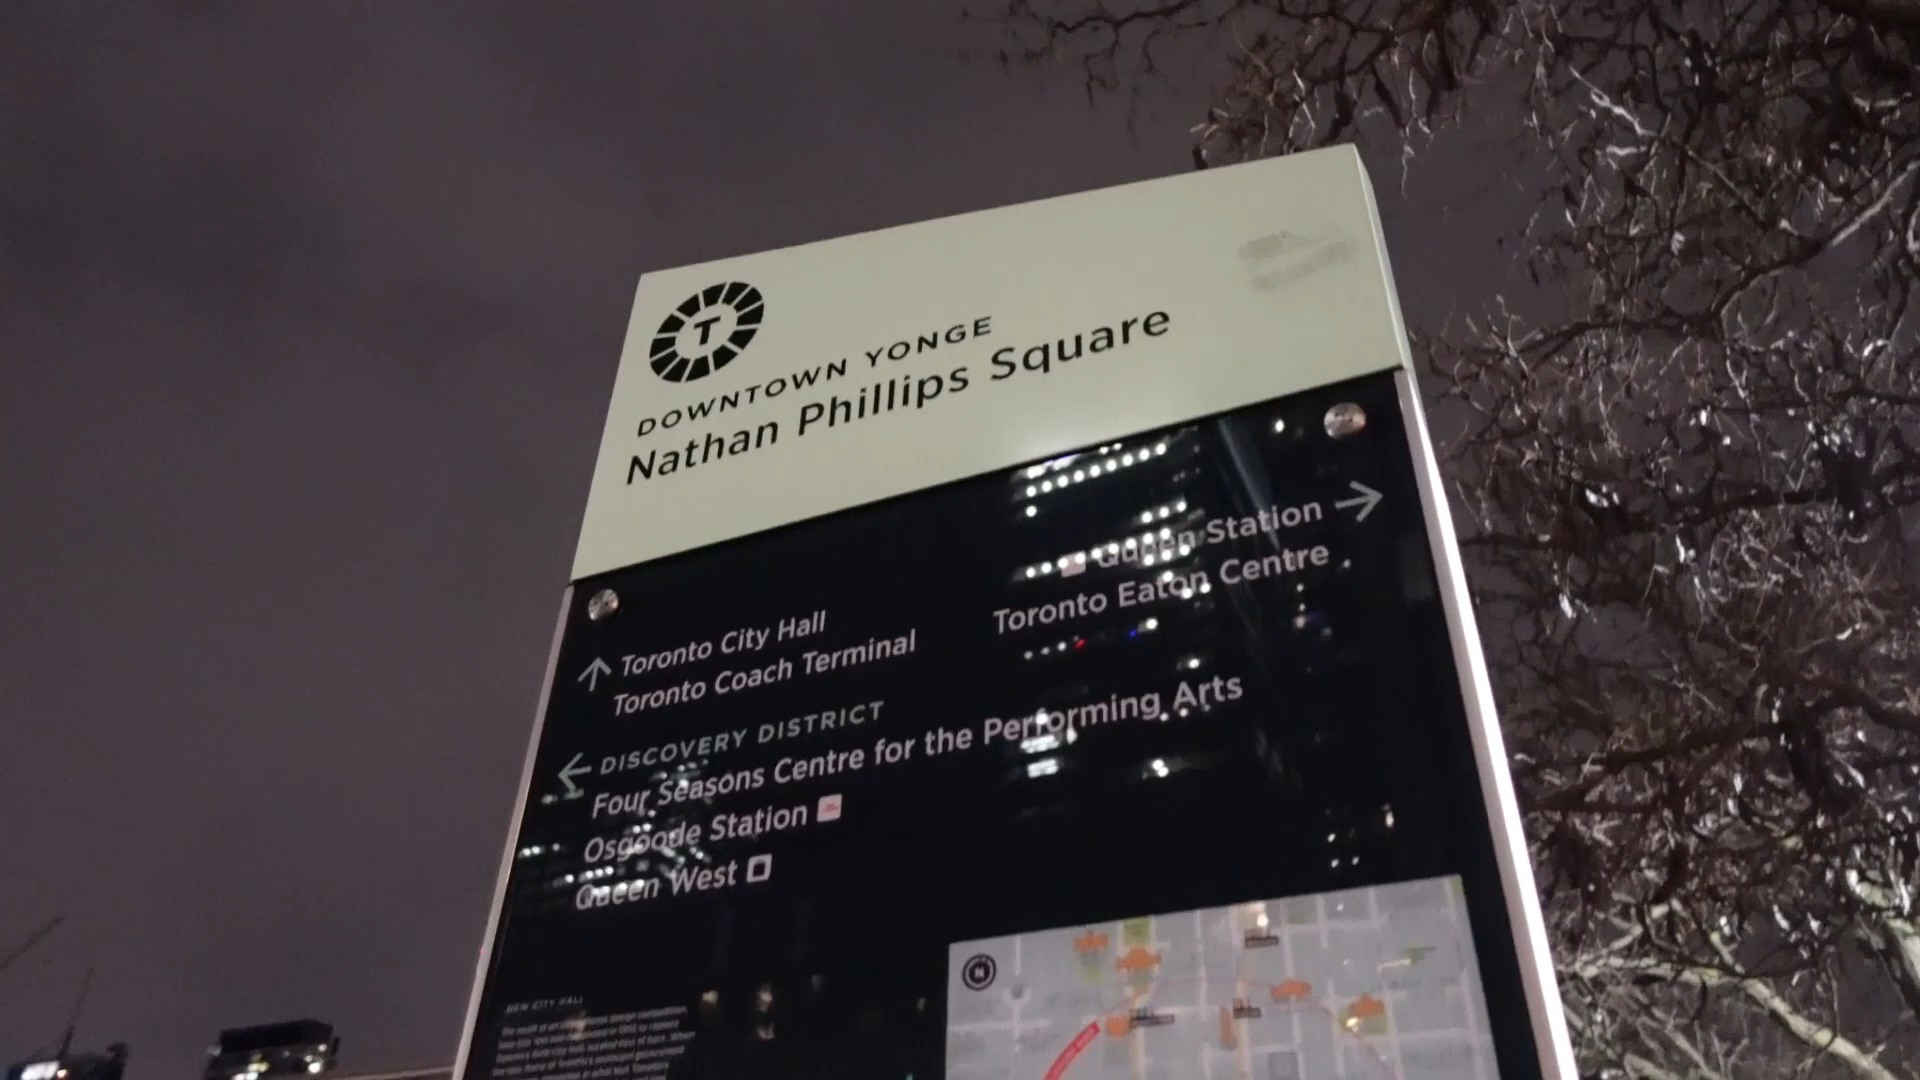 T
DOWNTOWN YONGE
Nathan Phillips Square
Queen Station →
Toronto Eaton Centre
↑ Toronto City Hall
Toronto Coach Terminal
← DISCOVERY DISTRICT
Four Seasons Centre for the Performing Arts
Osgoode Station
Queen West
NEW CITY HALL
N